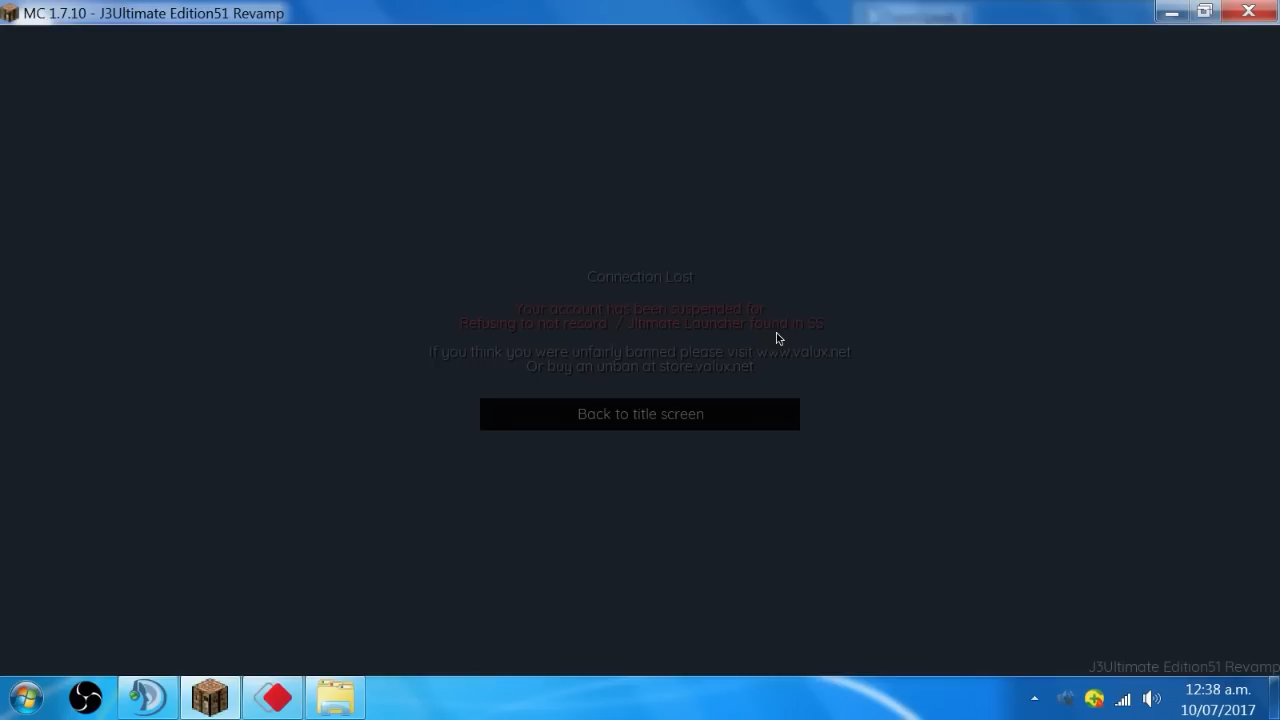 MC 1.7.10 - J3Ultimate Edition51 Revamp
Connection Lost
Your account has been suspended for
Refusing to not record / Jltimate Launcher found in SS
If you think you were unfairly banned please visit www.valux.net
Or buy an unban at store.valux.net
Back to title screen
J3Ultimate Edition51 Revamp
12:38 a.m.
10/07/2017